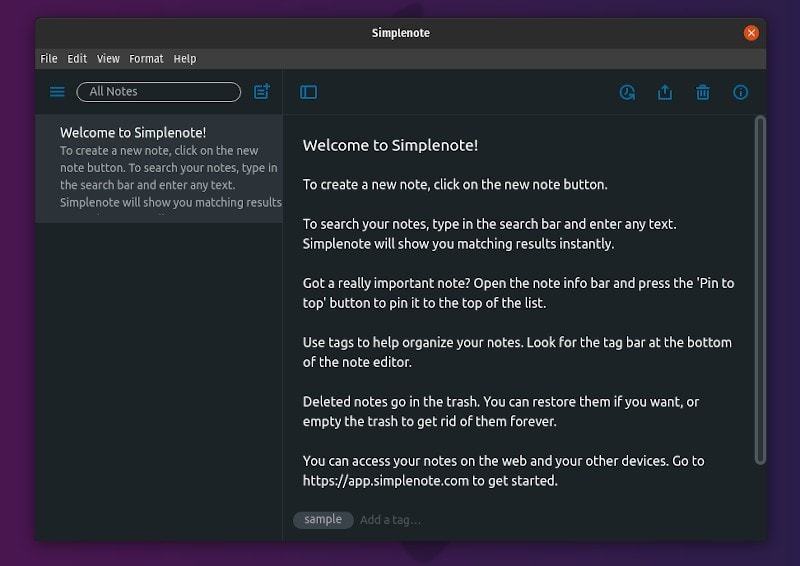 Simplenote
File Edit View Format Help
All Notes
Welcome to Simplenote!
To create a new note, click on the new
note button. To search your notes, type in
the search bar and enter any text.
Simplenote will show you matching results
Welcome to Simplenote!
To create a new note, click on the new note button.
To search your notes, type in the search bar and enter any text.
Simplenote will show you matching results instantly.
Got a really important note? Open the note info bar and press the 'Pin to
top' button to pin it to the top of the list.
Use tags to help organize your notes. Look for the tag bar at the bottom
of the note editor.
Deleted notes go in the trash. You can restore them if you want, or
empty the trash to get rid of them forever.
You can access your notes on the web and your other devices. Go to
https://app.simplenote.com to get started.
sample Add a tag...